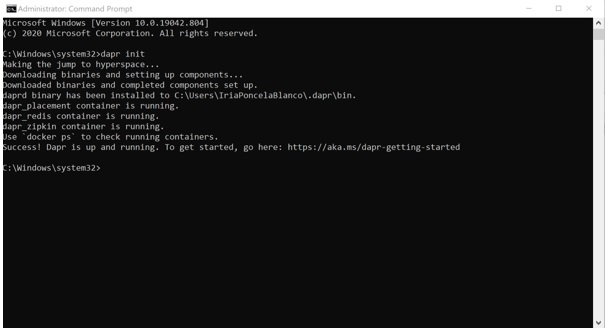 Administrator: Command Prompt
Microsoft Windows [Version 10.0.19042.804]
(c) 2020 Microsoft Corporation. All rights reserved.
C:\Windows\system32>dapr init
Making the jump to hyperspace...
Downloading binaries and setting up components...
Downloaded binaries and completed components set up.
daprd binary has been installed to C:\Users\IriaPoncelaBlanco\.dapr\bin.
dapr_placement container is running.
dapr_redis container is running.
dapr_zipkin container is running.
Use `docker ps` to check running containers.
Success! Dapr is up and running. To get started, go here: https://aka.ms/dapr-getting-started
C:\Windows\system32>